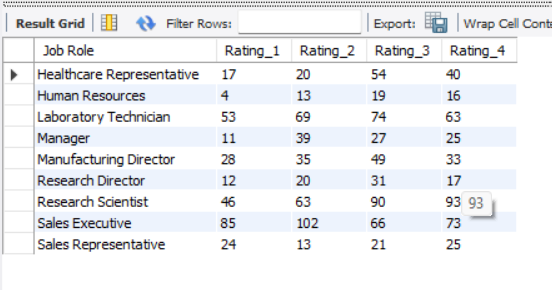 Result Grid Filter Rows: Export: Wrap Cell Conte
Job Role Rating_1 Rating_2 Rating_3 Rating_4
Healthcare Representative 17 20 54 40
Human Resources 4 13 19 16
Laboratory Technician 53 69 74 63
Manager 11 39 27 25
Manufacturing Director 28 35 49 33
Research Director 12 20 31 17
Research Scientist 46 63 90 93 93
Sales Executive 85 102 66 73
Sales Representative 24 13 21 25